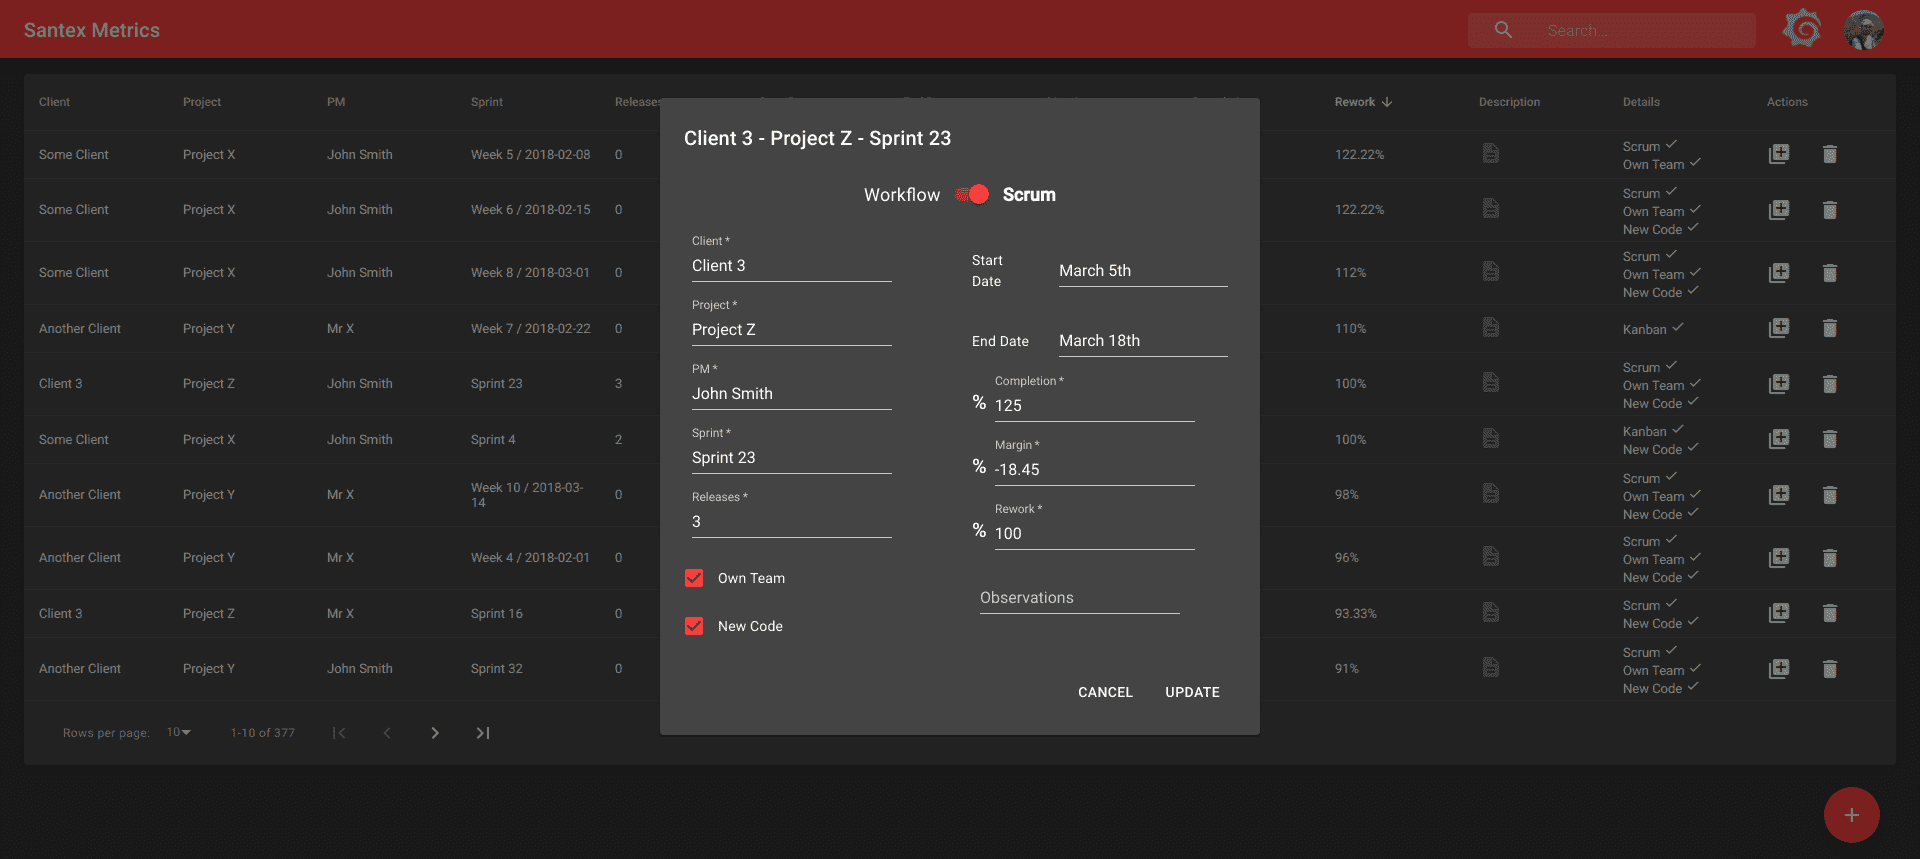 Santex Metrics
Search...
Client Project PM Sprint Releases Rework Description Details Actions
Some Client Project X John Smith Week 5 / 2018-02-08 0 122.22% Scrum
Own Team
Some Client Project X John Smith Week 6 / 2018-02-15 0 122.22% Scrum
Own Team
New Code
Some Client Project X John Smith Week 8 / 2018-03-01 0 112% Scrum
Own Team
New Code
Another Client Project Y Mr X Week 7 / 2018-02-22 0 110% Kanban
Client 3 Project Z John Smith Sprint 23 3 100% Scrum
Own Team
New Code
Some Client Project X John Smith Sprint 4 2 100% Kanban
New Code
Another Client Project Y Mr X Week 10 / 2018-03-
14 0 98% Scrum
Own Team
New Code
Another Client Project Y Mr X Week 4 / 2018-02-01 0 96% Scrum
Own Team
New Code
Client 3 Project Z Mr X Sprint 16 0 93.33% Scrum
New Code
Another Client Project Y John Smith Sprint 32 0 91% Scrum
Own Team
New Code
Rows per page: 10 1-10 of 377
Client 3 - Project Z - Sprint 23
Workflow Scrum
Client *
Client 3
Project *
Project Z
PM *
John Smith
Sprint *
Sprint 23
Releases *
3
Own Team
New Code
Start
Date
March 5th
End Date March 18th
Completion *
% 125
Margin *
% -18.45
Rework *
% 100
Observations
CANCEL UPDATE